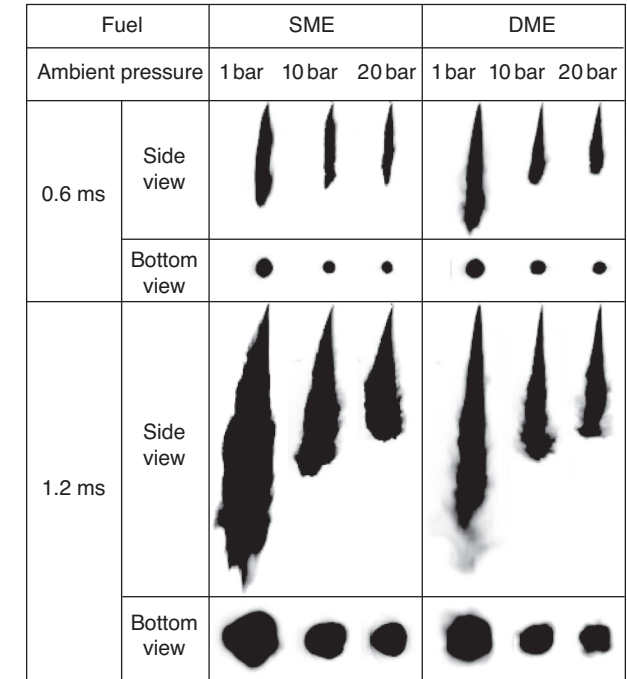 Fuel SME DME
Ambient pressure 1 bar 10 bar 20 bar 1 bar 10 bar 20 bar
0.6 ms
Side
view
Bottom
view
1.2 ms
Side
view
Bottom
view